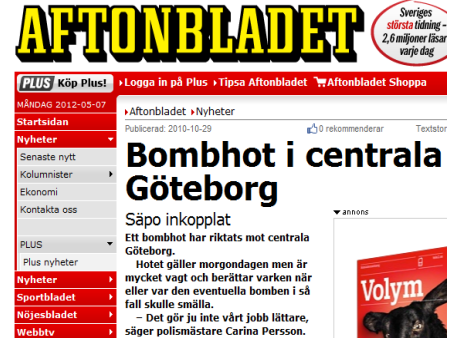 AFTONBLADET
Sveriges
största tidning -
2,6 miljoner läsar
varje dag
PLUS Köp Plus!
Logga in på Plus Tipsa Aftonbladet Aftonbladet Shoppa
MÅNDAG 2012-05-07
Startsidan
Nyheter
Senaste nytt
Kolumnister
Ekonomi
Kontakta oss
PLUS
Plus nyheter
Nyheter
Sportbladet
Nöjesbladet
Webbtv
Aftonbladet Nyheter
Publicerad: 2010-10-29
0 rekommenderar
Textstor
Bombhot i centrala
Göteborg
Säpo inkopplat
Ett bombhot har riktats mot centrala
Göteborg.
Hotet gäller morgondagen men är
mycket vagt och berättar varken när
eller var den eventuella bomben i så
fall skulle smälla.
– Det gör ju inte vårt jobb lättare,
säger polismästare Carina Persson.
annons
Volym